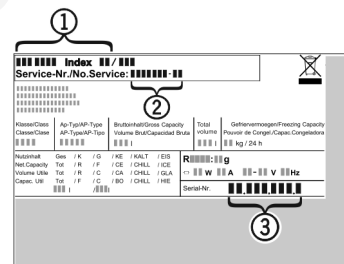 1
Index /
Service-Nr./No.Service: -
2
Klasse/Class Ap-Typ/AP-Type Bruttoinhalt/Gross Capacity Total Gefriervermoegen/Freezing Capacity
Classe/Clase AP-Type/AP-Tipo Volume Brut/Capacidad Bruta volume Pouvoir de Congel./Capac.Congeladora
l l kg / 24 h
Nutzinhalt Ges / K / G / KE / KALT / EIS
Net.Capacity Tot / R / F / CE / CHILL / ICE
Volume Utile Tot / R / C / CA / CHILL / GLA
Capac. Util Tot / F / C / BO / CHILL / HIE
l / l
R : g
W A - V Hz
Serial-Nr. . . .
3